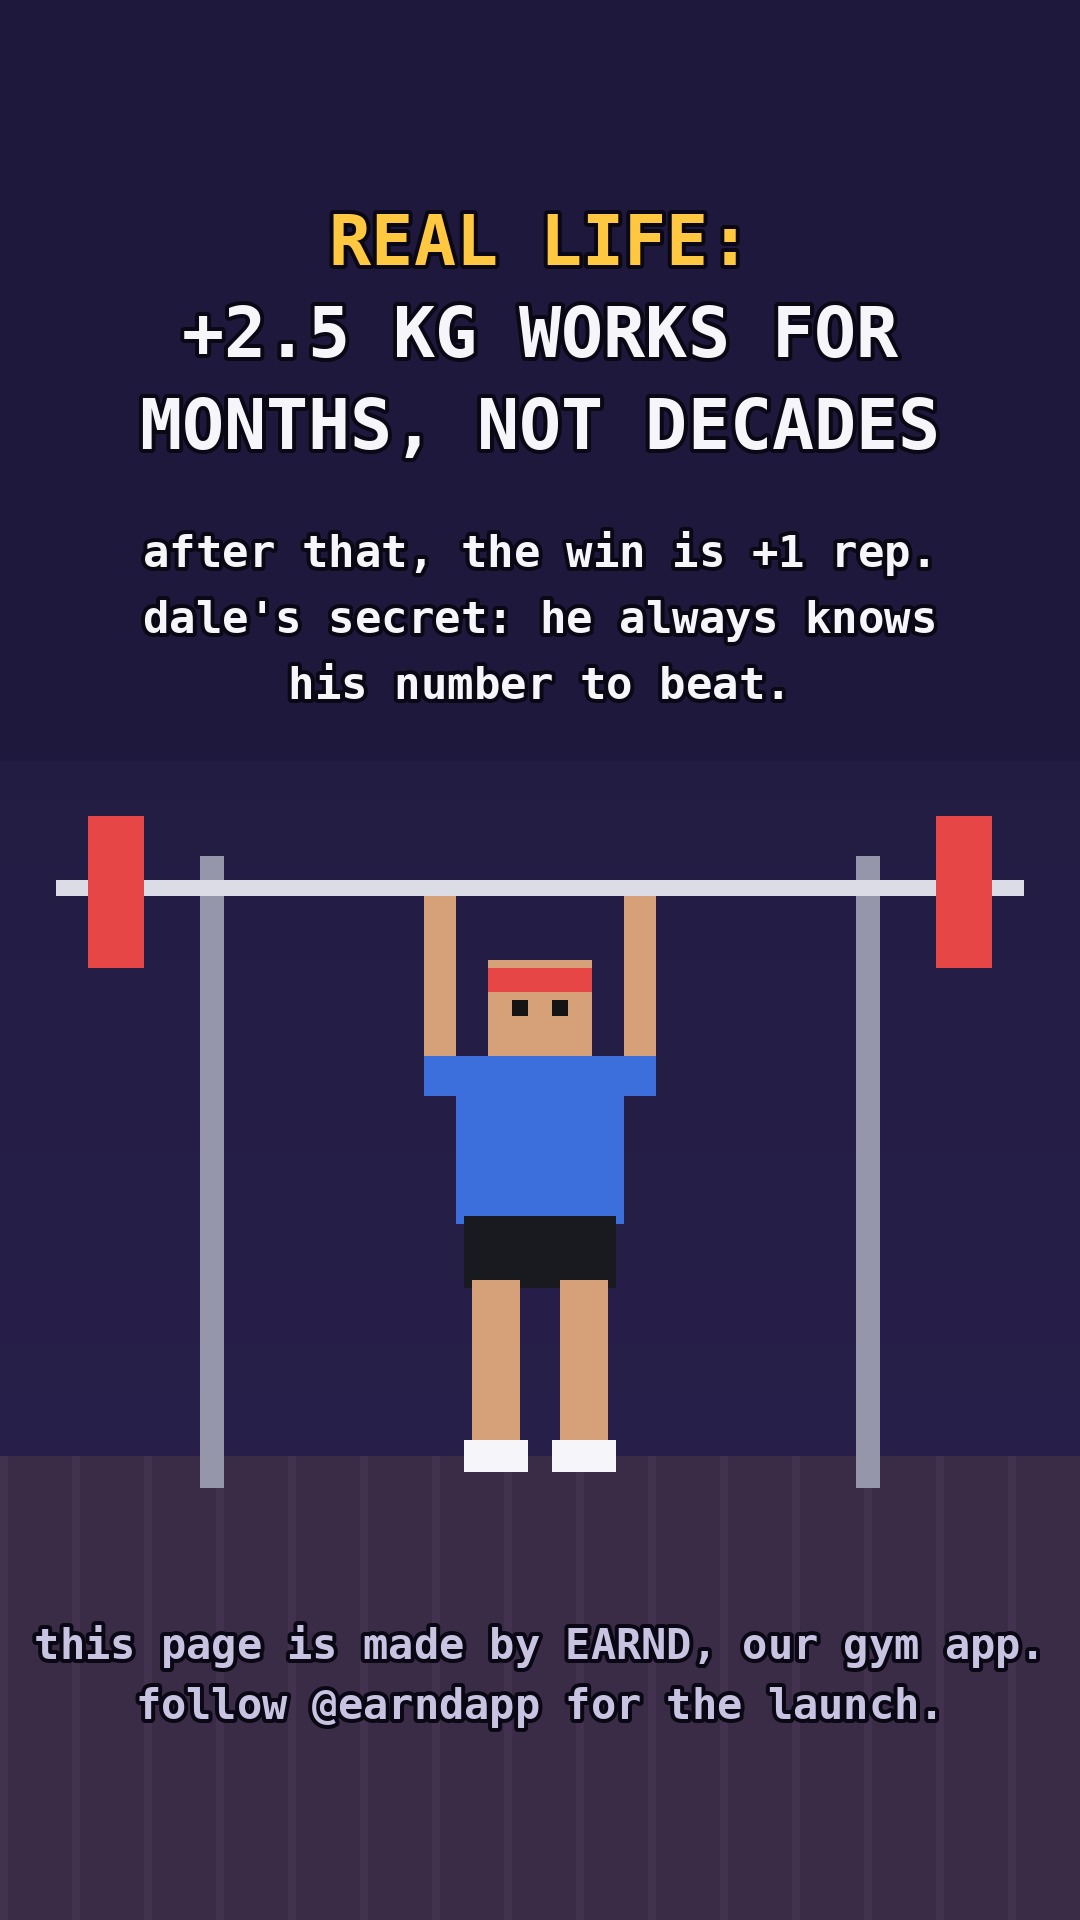 REAL LIFE:
+2.5 KG WORKS FOR
MONTHS, NOT DECADES
after that, the win is +1 rep.
dale's secret: he always knows
his number to beat.
this page is made by EARND, our gym app.
follow @earndapp for the launch.